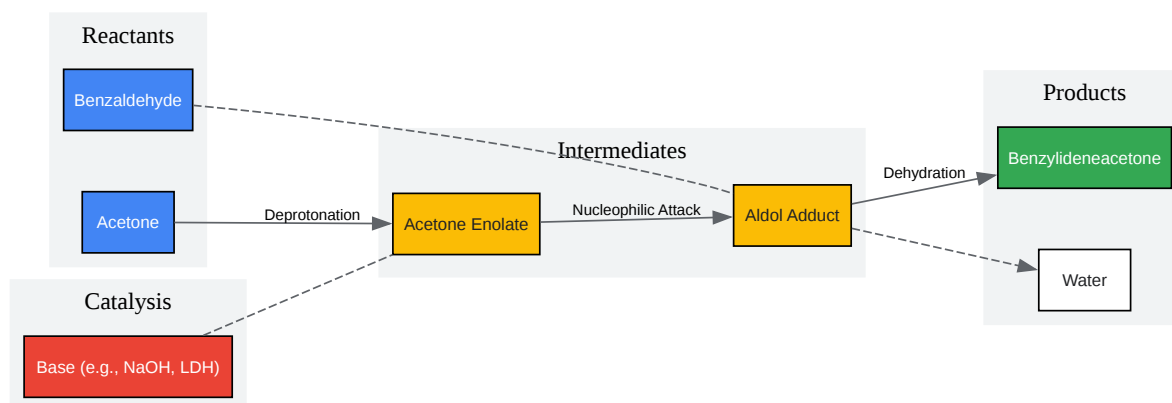 Reactants
Benzaldehyde
Acetone
Catalysis
Base (e.g., NaOH, LDH)
Deprotonation
Intermediates
Acetone Enolate
Nucleophilic Attack
Aldol Adduct
Dehydration
Products
Benzylideneacetone
Water